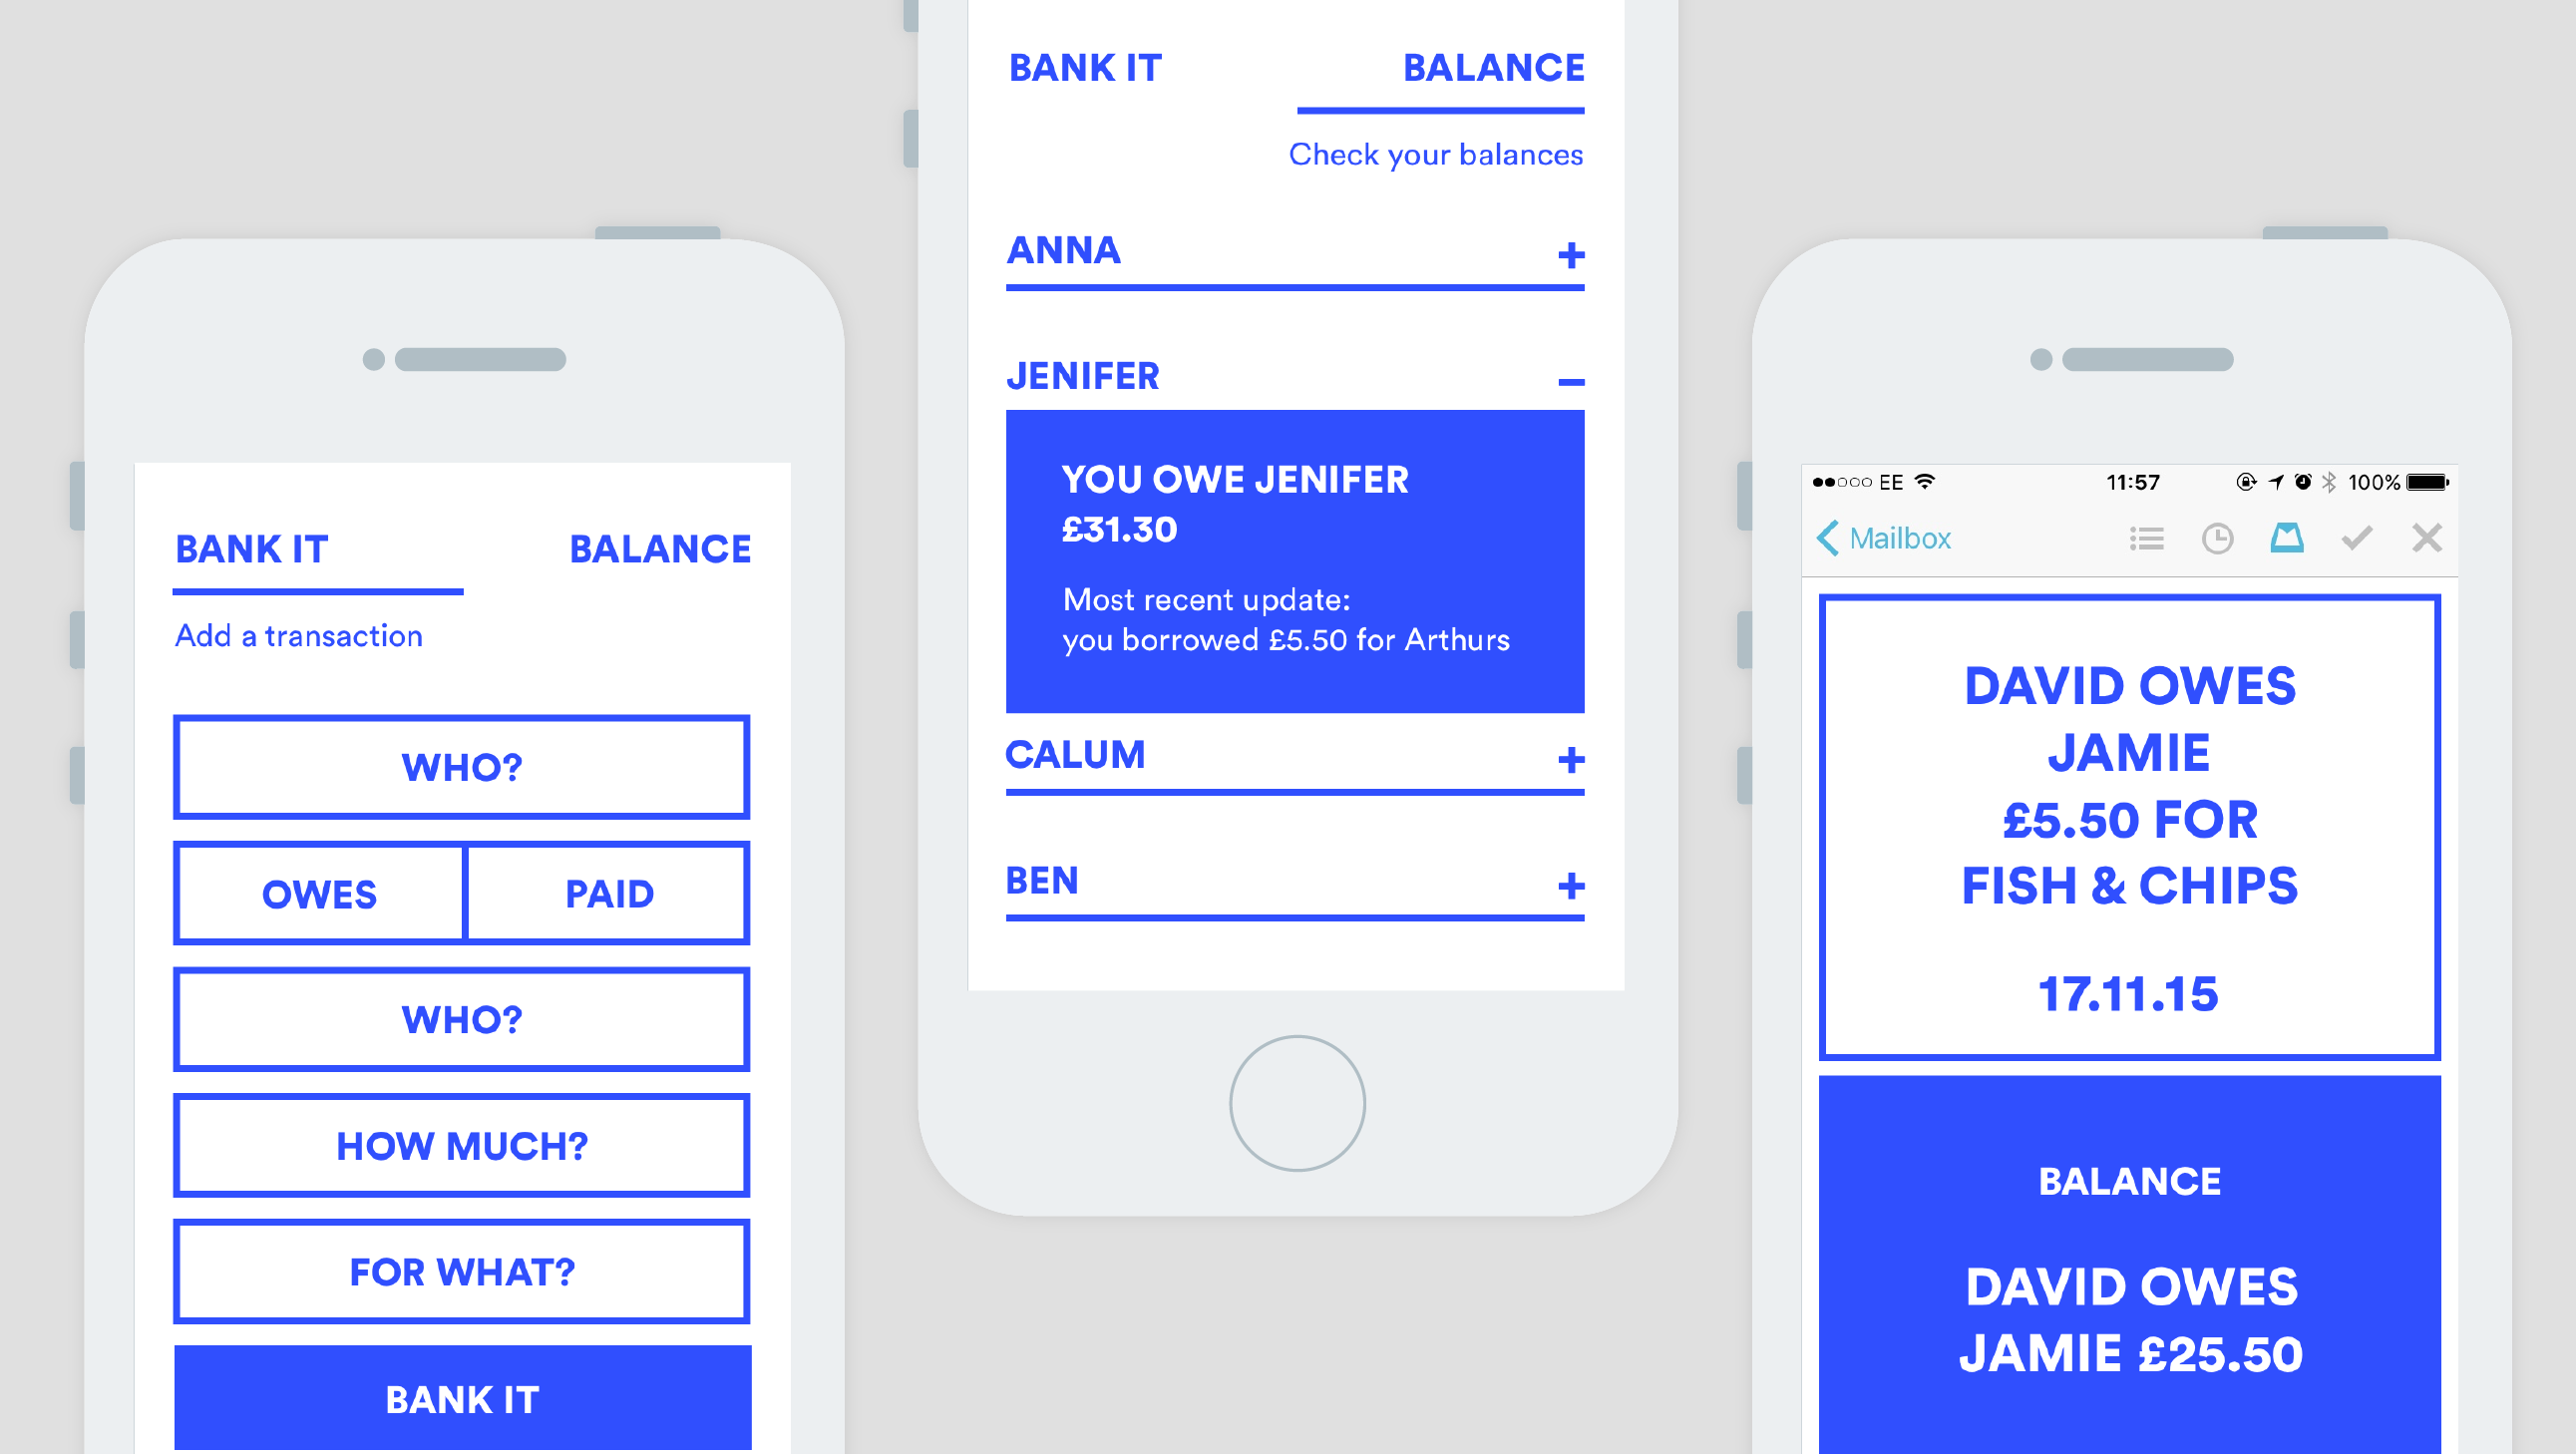 BANK IT BALANCE
Add a transaction
WHO?
OWES PAID
WHO?
HOW MUCH?
FOR WHAT?
BANK IT
BANK IT BALANCE
Check your balances
ANNA +
JENIFER –
YOU OWE JENIFER
£31.30
Most recent update:
you borrowed £5.50 for Arthurs
CALUM +
BEN +
EE 11:57 100%
Mailbox
DAVID OWES
JAMIE
£5.50 FOR
FISH & CHIPS
17.11.15
BALANCE
DAVID OWES
JAMIE £25.50